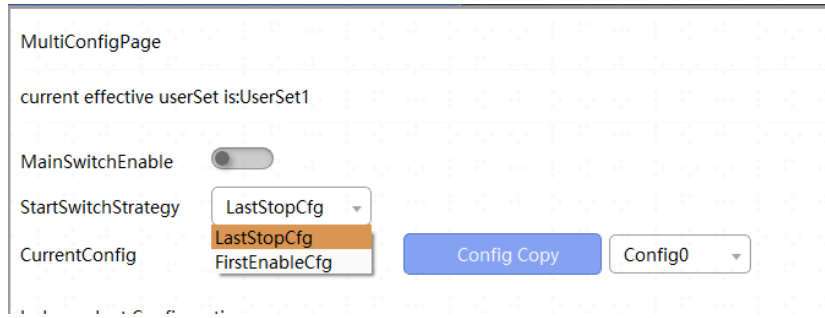 MultiConfigPage
current effective userSet is:UserSet1
MainSwitchEnable
StartSwitchStrategy LastStopCfg
LastStopCfg
FirstEnableCfg
CurrentConfig Config Copy Config0